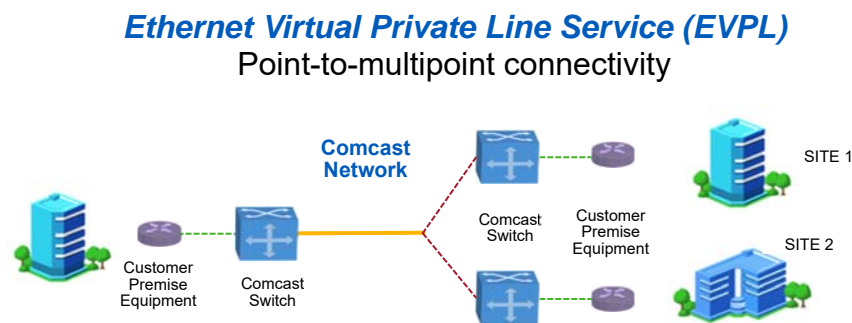 Ethernet Virtual Private Line Service (EVPL)
Point-to-multipoint connectivity
Comcast
Network
SITE 1
Comcast
Switch
Customer
Premise
Equipment
SITE 2
Customer
Premise
Equipment
Comcast
Switch